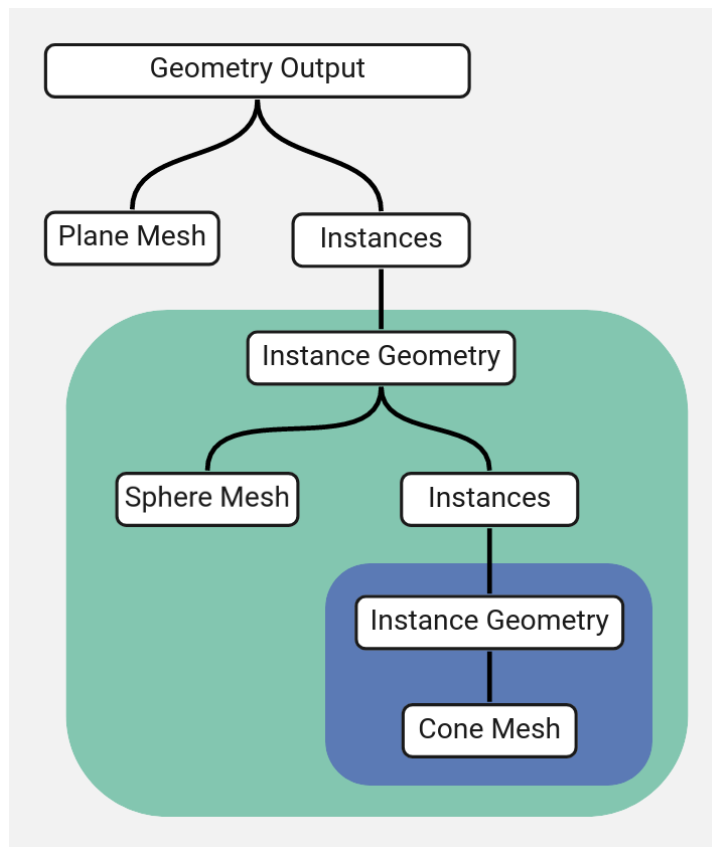 Geometry Output
Plane Mesh
Instances
Instance Geometry
Sphere Mesh
Instances
Instance Geometry
Cone Mesh